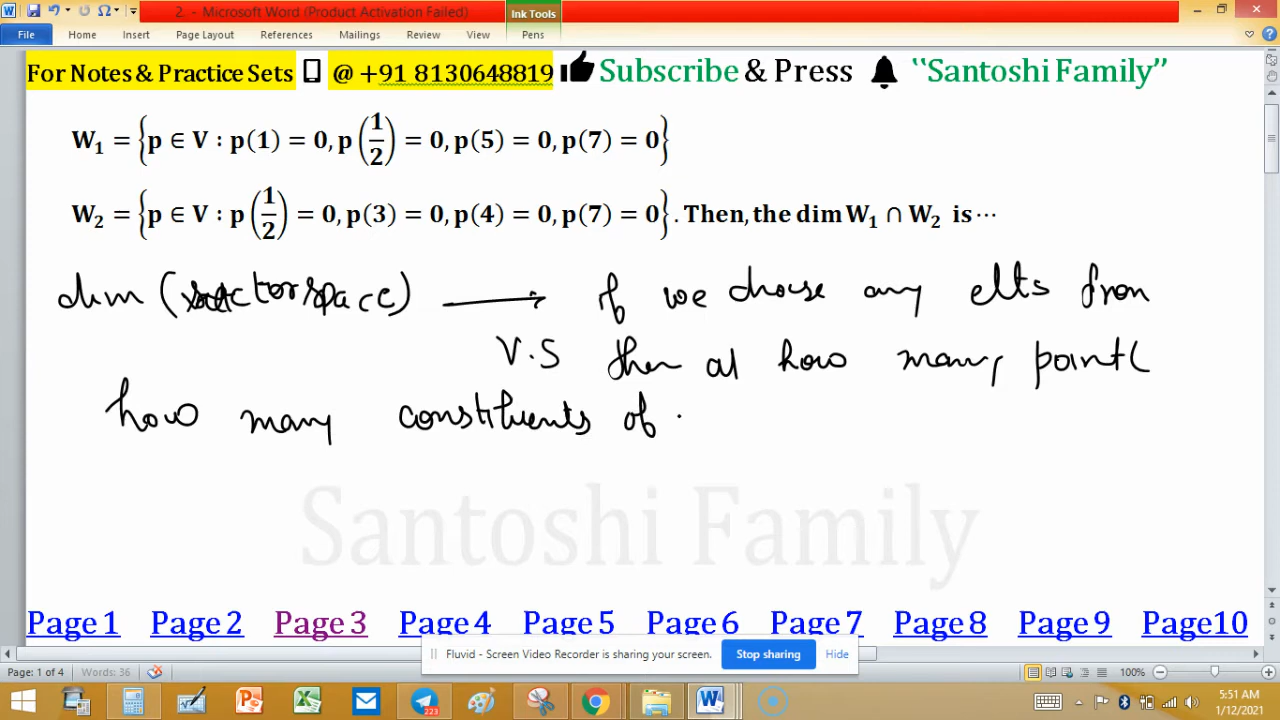 2. - Microsoft Word (Product Activation Failed)
Ink Tools
File Home Insert Page Layout References Mailings Review View Pens
For Notes & Practice Sets @ +91 8130648819 Subscribe & Press "Santoshi Family"
W₁ = {p ∈ V : p(1) = 0, p(1/2) = 0, p(5) = 0, p(7) = 0}
W₂ = {p ∈ V : p(1/2) = 0, p(3) = 0, p(4) = 0, p(7) = 0}. Then, the dim W₁ ∩ W₂ is ⋯
dim ( vector space) → if we choose any elts from
V.S then at how many point(
how many constituents of .
Santoshi Family
Page 1 Page 2 Page 3 Page 4 Page 5 Page 6 Page 7 Page 8 Page 9 Page10
Fluvid - Screen Video Recorder is sharing your screen. Stop sharing Hide
Page: 1 of 4 Words: 36 100%
223
5:51 AM
1/12/2021